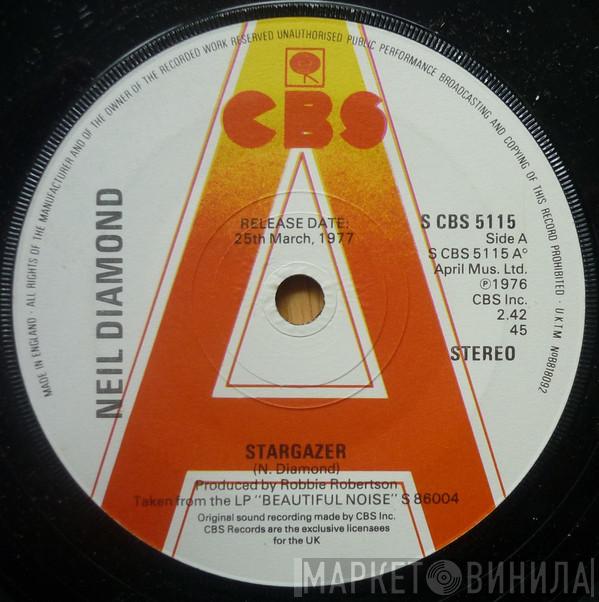 MADE IN ENGLAND · ALL RIGHTS OF THE MANUFACTURER AND OF THE OWNER OF THE RECORDED WORK RESERVED UNAUTHORISED PUBLIC PERFORMANCE BROADCASTING AND COPYING OF THIS RECORD PROHIBITED · U.K.T.M. Nº8818092
CBS
NEIL DIAMOND
RELEASE DATE:
25th March, 1977
S CBS 5115
Side A
S CBS 5115 A°
April Mus. Ltd.
℗1976
CBS Inc.
2.42
45
STEREO
STARGAZER
(N. Diamond)
Produced by Robbie Robertson
Taken from the LP "BEAUTIFUL NOISE" S 86004
Original sound recording made by CBS Inc.
CBS Records are the exclusive licensees
for the UK
МАРКЕТ ВИНИЛА